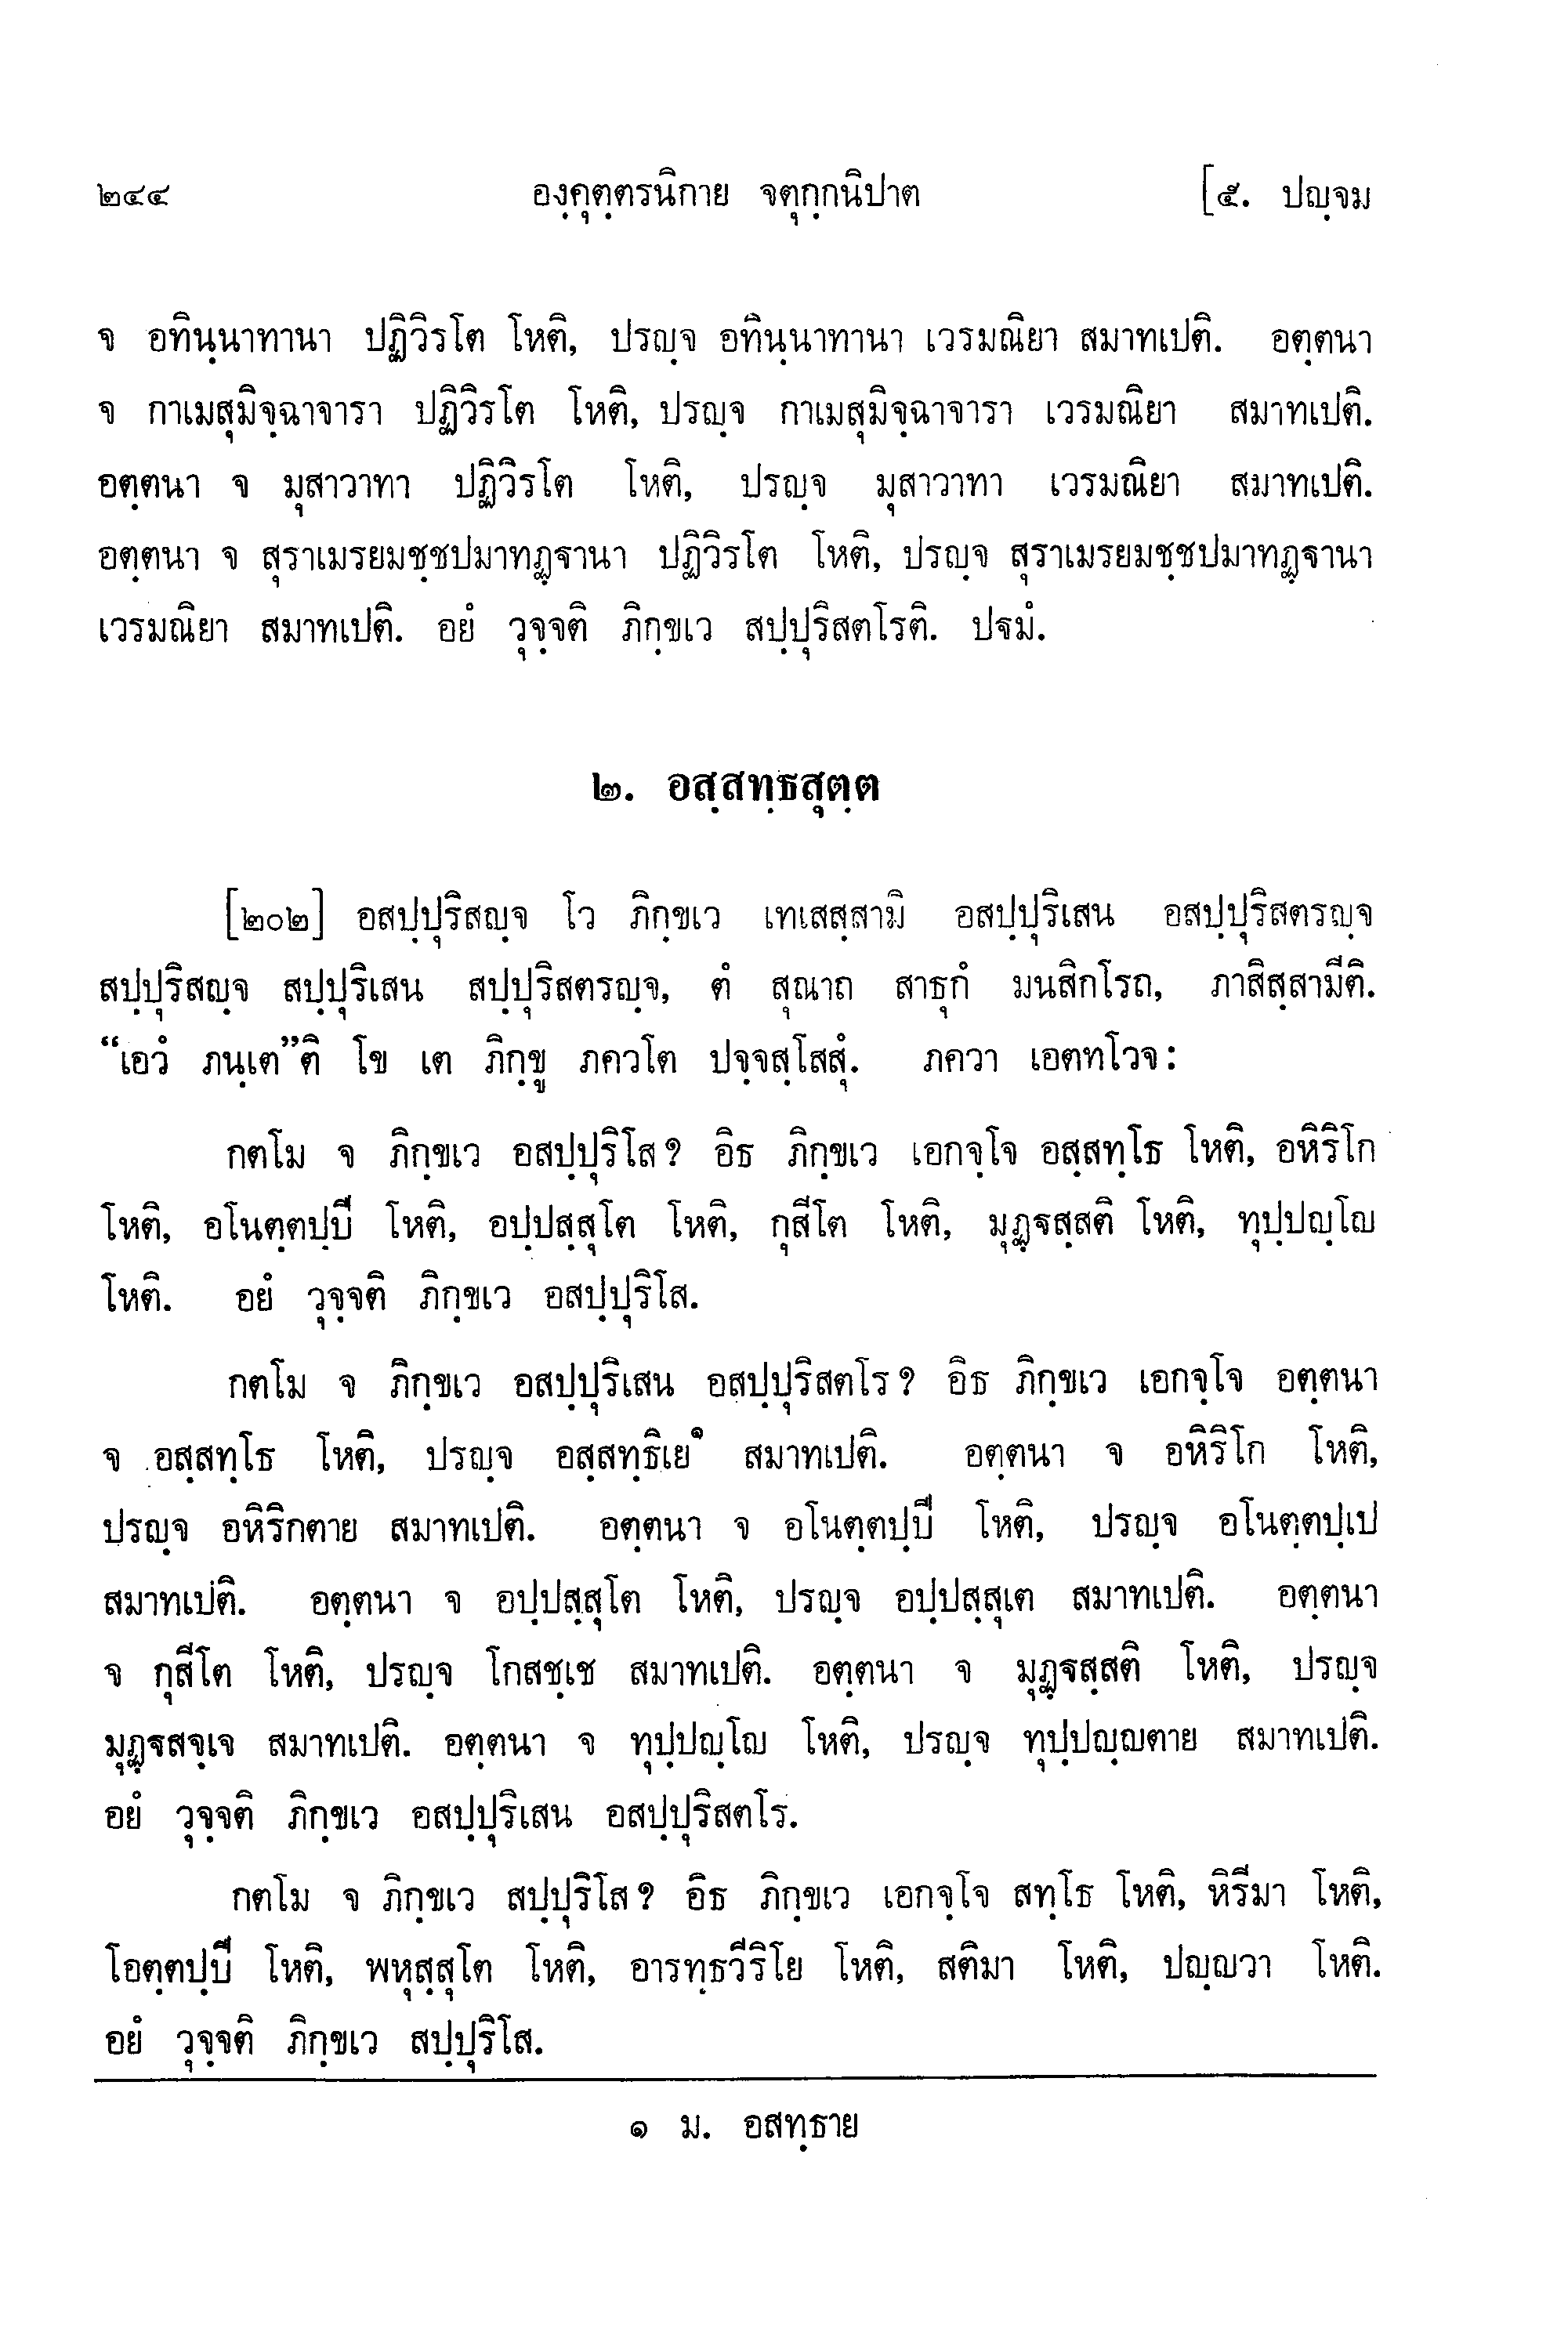 ๒๔๔ องฺคุตฺตรนิกาย จตุกฺกนิปาต [๕. ปญฺจม
จ อทินฺนาทานา ปฏิวิรโต โหติ, ปรญฺจ อทินฺนาทานา เวรมณิยา สมาทเปติ. อตฺตนา
จ กาเมสุมิจฺฉาจารา ปฏิวิรโต โหติ, ปรญฺจ กาเมสุมิจฺฉาจารา เวรมณิยา สมาทเปติ.
อตฺตนา จ มุสาวาทา ปฏิวิรโต โหติ, ปรญฺจ มุสาวาทา เวรมณิยา สมาทเปติ.
อตฺตนา จ สุราเมรยมชฺชปมาทฏฺฐานา ปฏิวิรโต โหติ, ปรญฺจ สุราเมรยมชฺชปมาทฏฺฐานา
เวรมณิยา สมาทเปติ. อยํ วุจฺจติ ภิกฺขเว สปฺปุริสตโรติ. ปฐมํ.
๒. อสฺสทฺธสุตฺต
[๒๐๒] อสปฺปุริสญฺจ โว ภิกฺขเว เทเสสฺสามิ อสปฺปุริเสน อสปฺปุริสตรญฺจ
สปฺปุริสญฺจ สปฺปุริเสน สปฺปุริสตรญฺจ, ตํ สุณาถ สาธุกํ มนสิกโรถ, ภาสิสฺสามีติ.
“เอวํ ภนฺเต”ติ โข เต ภิกฺขู ภควโต ปจฺจสฺโสสุํ. ภควา เอตทโวจ:
กตโม จ ภิกฺขเว อสปฺปุริโส? อิธ ภิกฺขเว เอกจฺโจ อสฺสทฺโธ โหติ, อหิริโก
โหติ, อโนตฺตปฺปี โหติ, อปฺปสฺสุโต โหติ, กุสีโต โหติ, มุฏฺฐสฺสติ โหติ, ทุปฺปญฺโญ
โหติ. อยํ วุจฺจติ ภิกฺขเว อสปฺปุริโส.
กตโม จ ภิกฺขเว อสปฺปุริเสน อสปฺปุริสตโร? อิธ ภิกฺขเว เอกจฺโจ อตฺตนา
จ อสฺสทฺโธ โหติ, ปรญฺจ อสฺสทฺธิเย๑ สมาทเปติ. อตฺตนา จ อหิริโก โหติ,
ปรญฺจ อหิริกตาย สมาทเปติ. อตฺตนา จ อโนตฺตปฺปี โหติ, ปรญฺจ อโนตฺตปฺเป
สมาทเปติ. อตฺตนา จ อปฺปสฺสุโต โหติ, ปรญฺจ อปฺปสฺสุเต สมาทเปติ. อตฺตนา
จ กุสีโต โหติ, ปรญฺจ โกสชฺเช สมาทเปติ. อตฺตนา จ มุฏฺฐสฺสติ โหติ, ปรญฺจ
มุฏฺฐสจฺเจ สมาทเปติ. อตฺตนา จ ทุปฺปญฺโญ โหติ, ปรญฺจ ทุปฺปญฺญตาย สมาทเปติ.
อยํ วุจฺจติ ภิกฺขเว อสปฺปุริเสน อสปฺปุริสตโร.
กตโม จ ภิกฺขเว สปฺปุริโส? อิธ ภิกฺขเว เอกจฺโจ สทฺโธ โหติ, หิรีมา โหติ,
โอตฺตปฺปี โหติ, พหุสฺสุโต โหติ, อารทฺธวีริโย โหติ, สติมา โหติ, ปญฺญวา โหติ.
อยํ วุจฺจติ ภิกฺขเว สปฺปุริโส.
๑ ม. อสทฺธาย